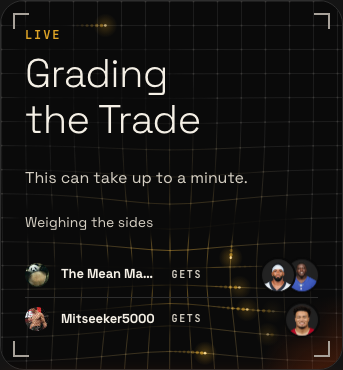 LIVE
Grading
the Trade
This can take up to a minute.
Weighing the sides
The Mean Ma... GETS
Mitseeker5000 GETS